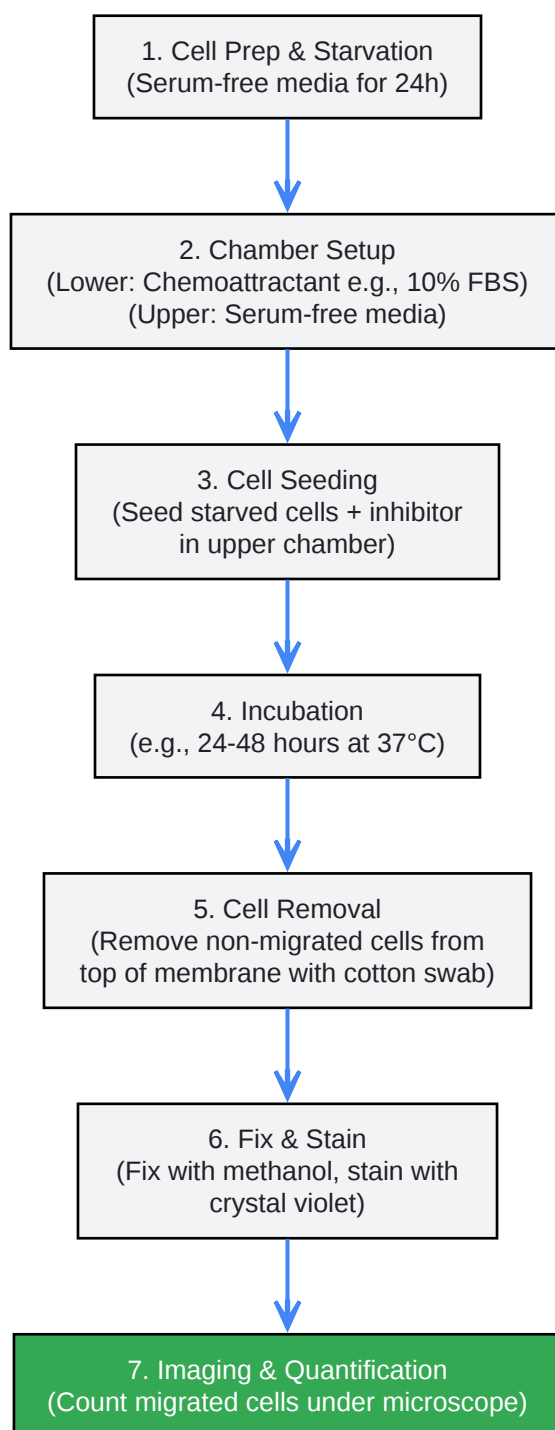 1. Cell Prep & Starvation
(Serum-free media for 24h)
2. Chamber Setup
(Lower: Chemoattractant e.g., 10% FBS)
(Upper: Serum-free media)
3. Cell Seeding
(Seed starved cells + inhibitor
in upper chamber)
4. Incubation
(e.g., 24-48 hours at 37°C)
5. Cell Removal
(Remove non-migrated cells from
top of membrane with cotton swab)
6. Fix & Stain
(Fix with methanol, stain with
crystal violet)
7. Imaging & Quantification
(Count migrated cells under microscope)